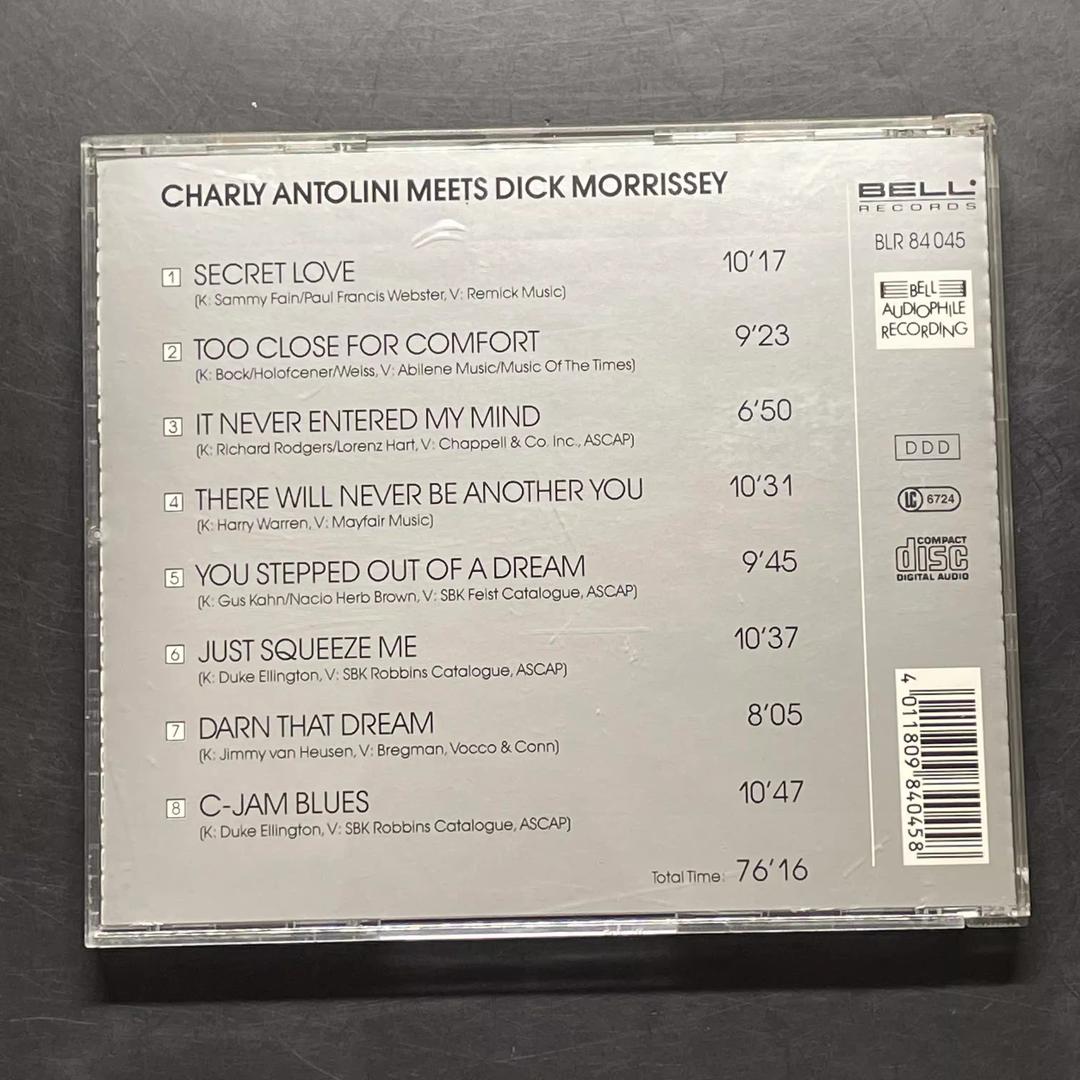 CHARLY ANTOLINI MEETS DICK MORRISSEY
1 SECRET LOVE 10'17
(K: Sammy Fain/Paul Francis Webster, V: Remick Music)
2 TOO CLOSE FOR COMFORT 9'23
(K: Bock/Holofcener/Weiss, V: Abilene Music/Music Of The Times)
3 IT NEVER ENTERED MY MIND 6'50
(K: Richard Rodgers/Lorenz Hart, V: Chappell & Co. Inc., ASCAP)
4 THERE WILL NEVER BE ANOTHER YOU 10'31
(K: Harry Warren, V: Mayfair Music)
5 YOU STEPPED OUT OF A DREAM 9'45
(K: Gus Kahn/Nacio Herb Brown, V: SBK Feist Catalogue, ASCAP)
6 JUST SQUEEZE ME 10'37
(K: Duke Ellington, V: SBK Robbins Catalogue, ASCAP)
7 DARN THAT DREAM 8'05
(K: Jimmy van Heusen, V: Bregman, Vocco & Conn)
8 C-JAM BLUES 10'47
(K: Duke Ellington, V: SBK Robbins Catalogue, ASCAP)
Total Time: 76'16
BELL
RECORDS
BLR 84 045
BELL
AUDIOPHILE
RECORDING
DDD
LC 6724
COMPACT
disc
DIGITAL AUDIO
4 011809 840458